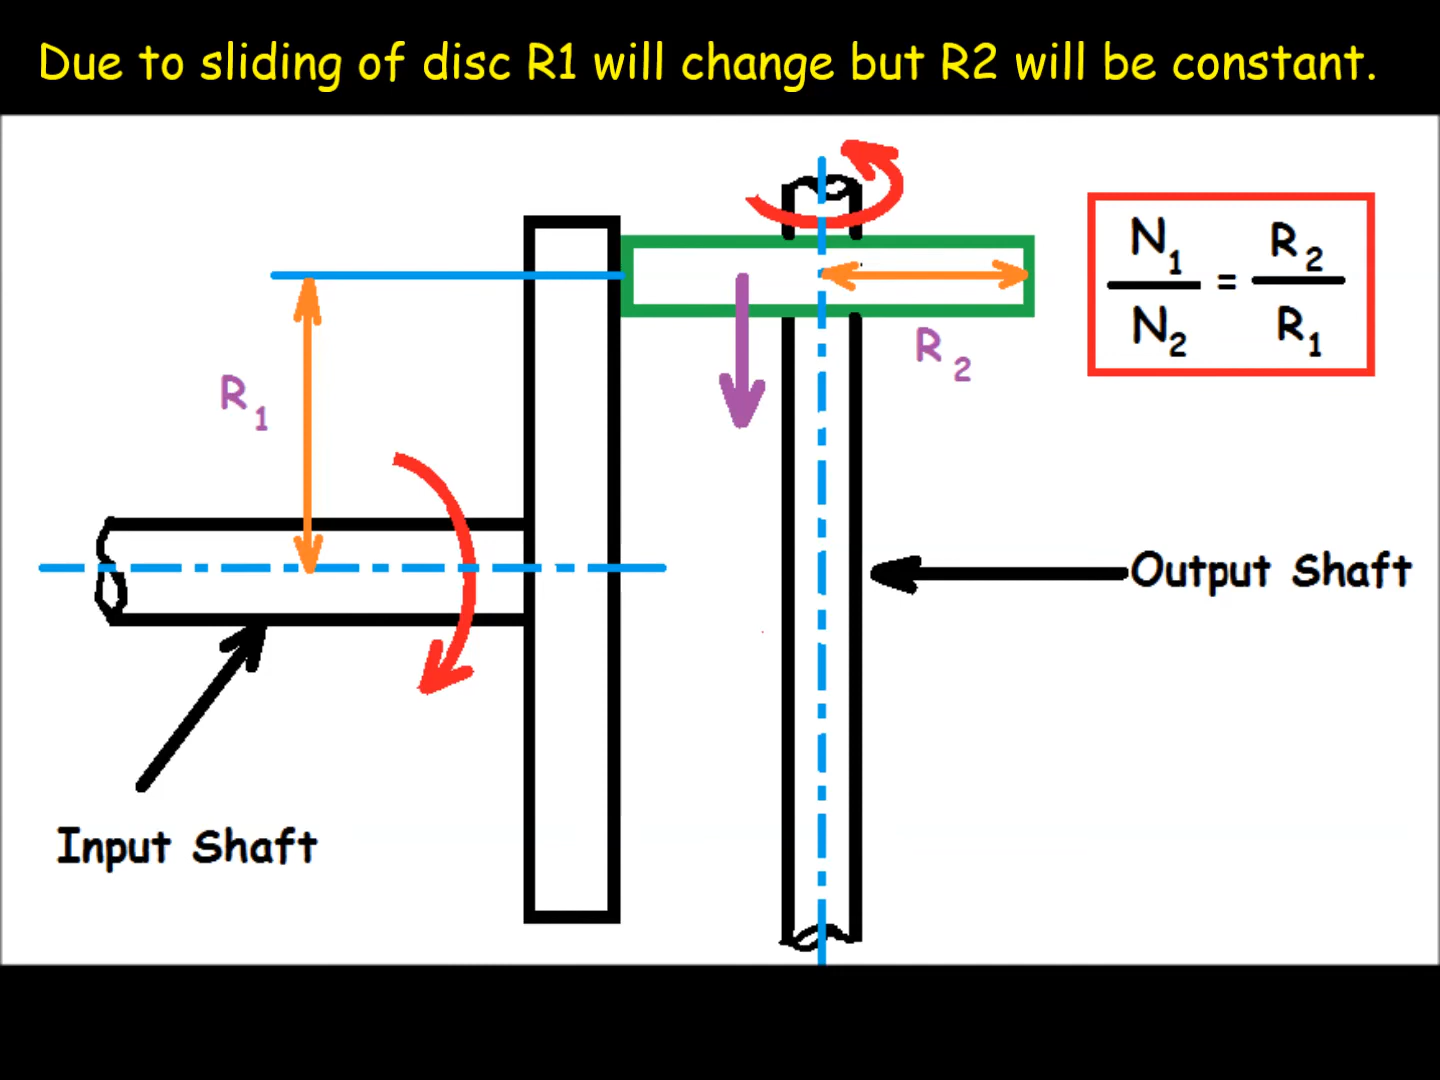 Due to sliding of disc R1 will change but R2 will be constant.
N1 / N2 = R2 / R1
R1
R2
Output Shaft
Input Shaft